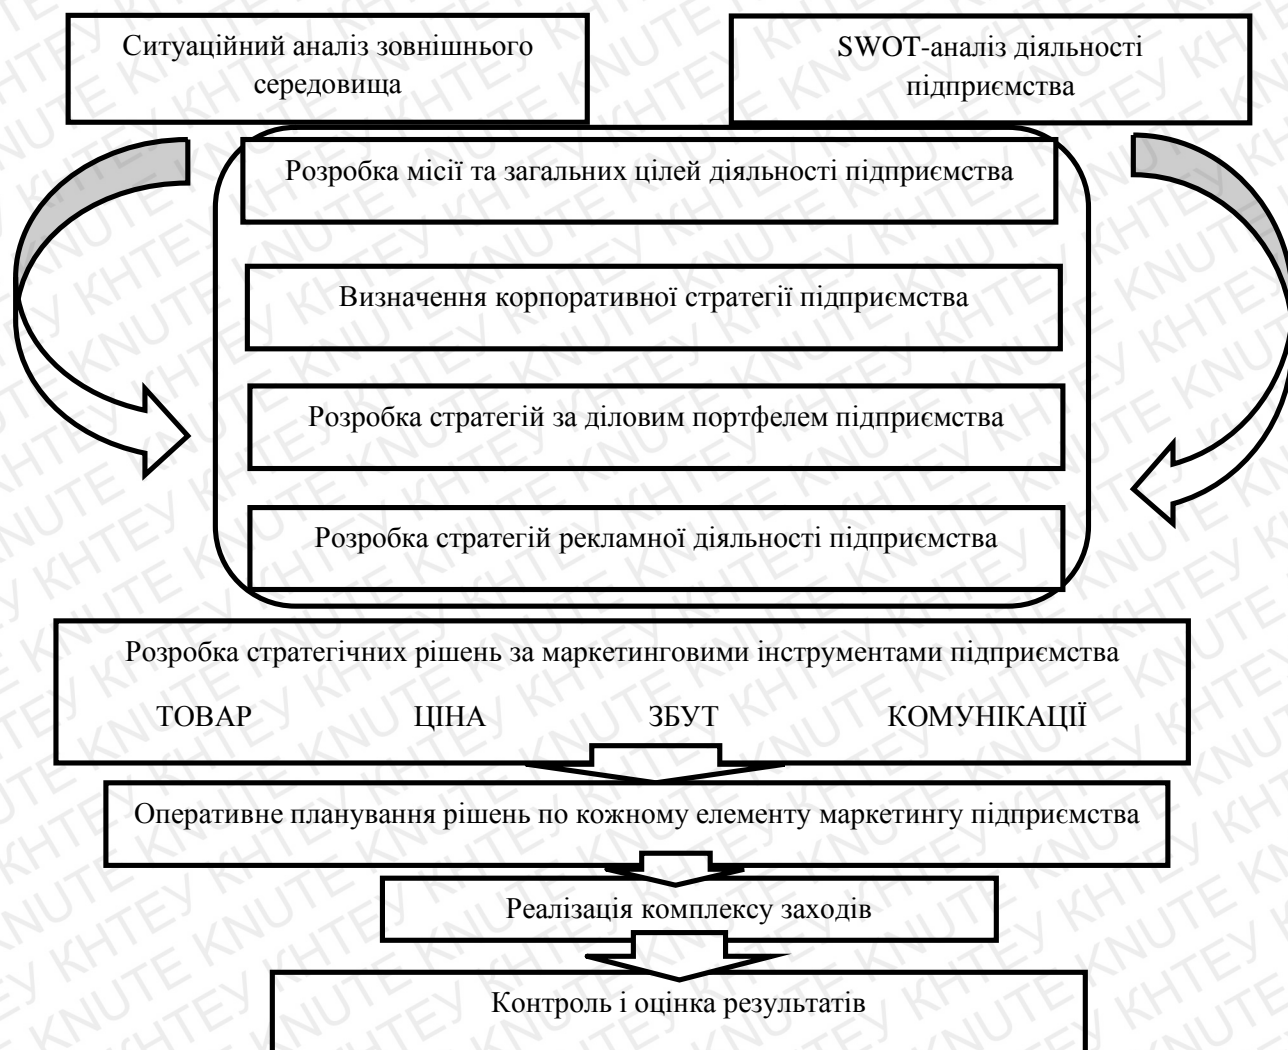 Ситуаційний аналіз зовнішнього
середовища
SWOT-аналіз діяльності
підприємства
Розробка місії та загальних цілей діяльності підприємства
Визначення корпоративної стратегії підприємства
Розробка стратегій за діловим портфелем підприємства
Розробка стратегій рекламної діяльності підприємства
Розробка стратегічних рішень за маркетинговими інструментами підприємства
ТОВАР ЦІНА ЗБУТ КОМУНІКАЦІЇ
Оперативне планування рішень по кожному елементу маркетингу підприємства
Реалізація комплексу заходів
Контроль і оцінка результатів